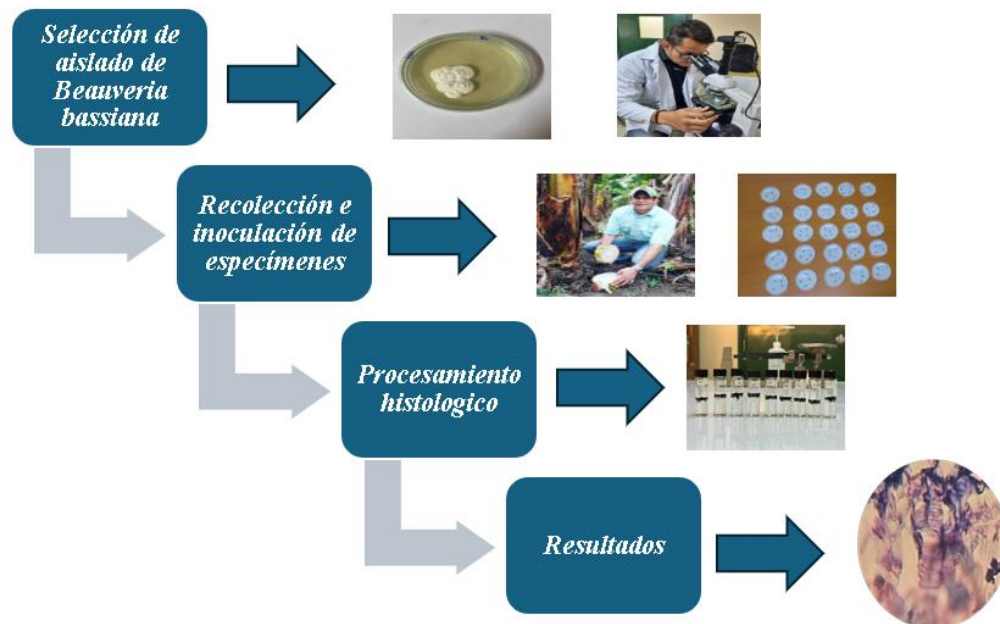 Selección de
aislado de
Beauveria
bassiana
Recolección e
inoculación de
especímenes
Procesamiento
histologico
Resultados